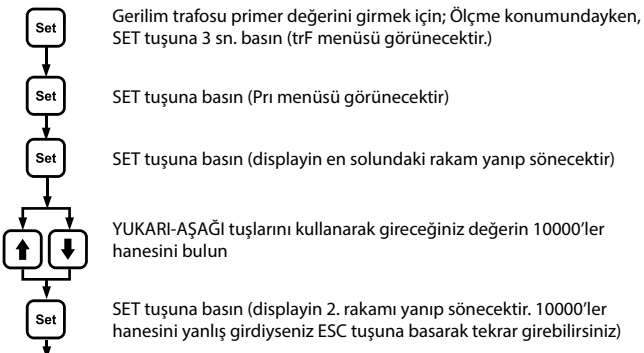 Set
Gerilim trafosu primer değerini girmek için; Ölçme konumundayken,
SET tuşuna 3 sn. basın (trF menüsü görünecektir.)
Set
SET tuşuna basın (Prı menüsü görünecektir)
Set
SET tuşuna basın (displayin en solundaki rakam yanıp sönecektir)
YUKARI-AŞAĞI tuşlarını kullanarak gireceğiniz değerin 10000'ler
hanesini bulun
Set
SET tuşuna basın (displayin 2. rakamı yanıp sönecektir. 10000'ler
hanesini yanlış girdiyseniz ESC tuşuna basarak tekrar girebilirsiniz)